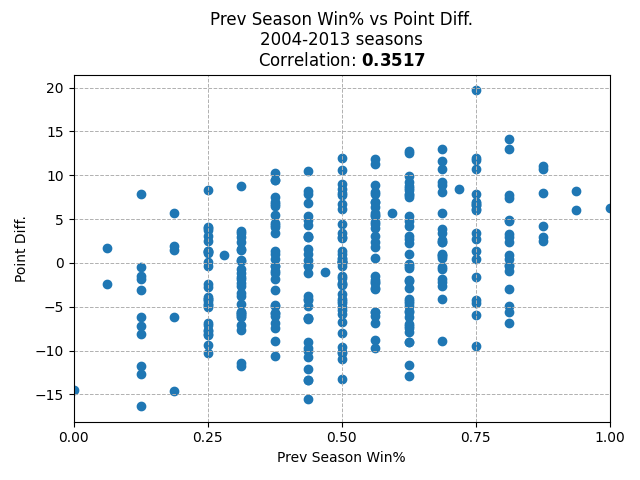 Prev Season Win% vs Point Diff.
2004-2013 seasons
Correlation: 0.3517
20
15
10
5
0
−5
−10
−15
Point Diff.
0.00 0.25 0.50 0.75 1.00
Prev Season Win%